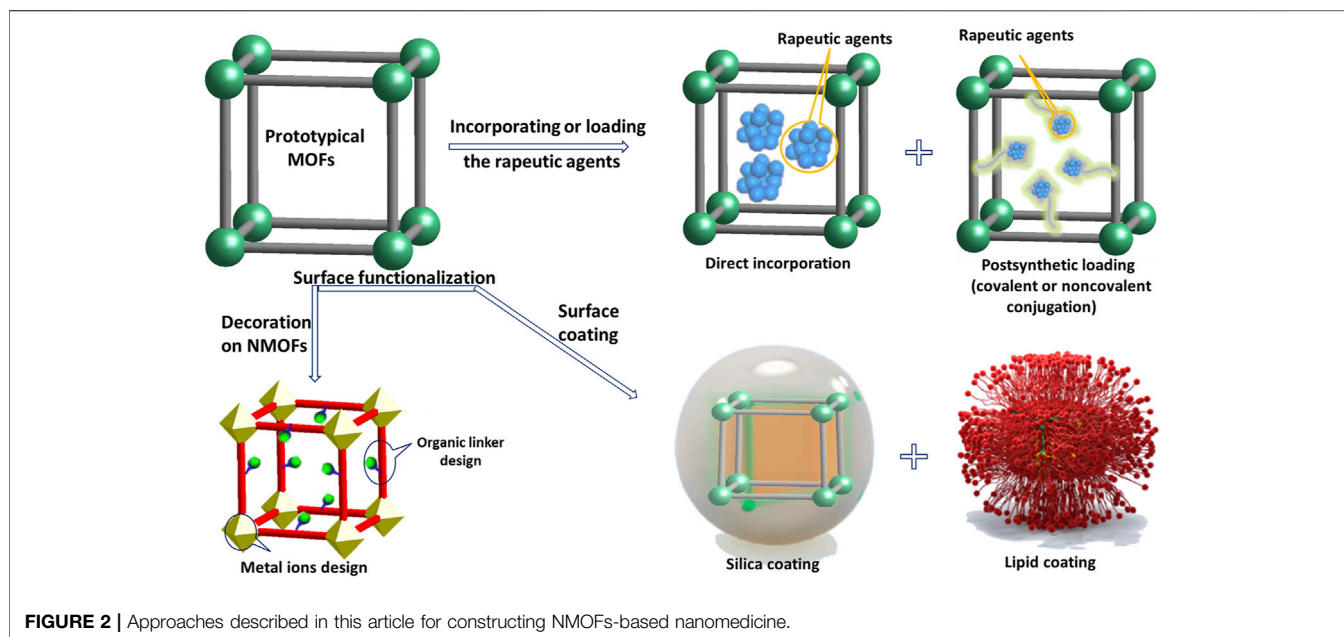 Rapeutic agents
Rapeutic agents
Prototypical
MOFs
Incorporating or loading
the rapeutic agents
Direct incorporation
Postsynthetic loading
(covalent or noncovalent
conjugation)
Surface functionalization
Decoration
on NMOFs
Surface
coating
Organic linker
design
Metal ions design
Silica coating
Lipid coating
FIGURE 2 | Approaches described in this article for constructing NMOFs-based nanomedicine.